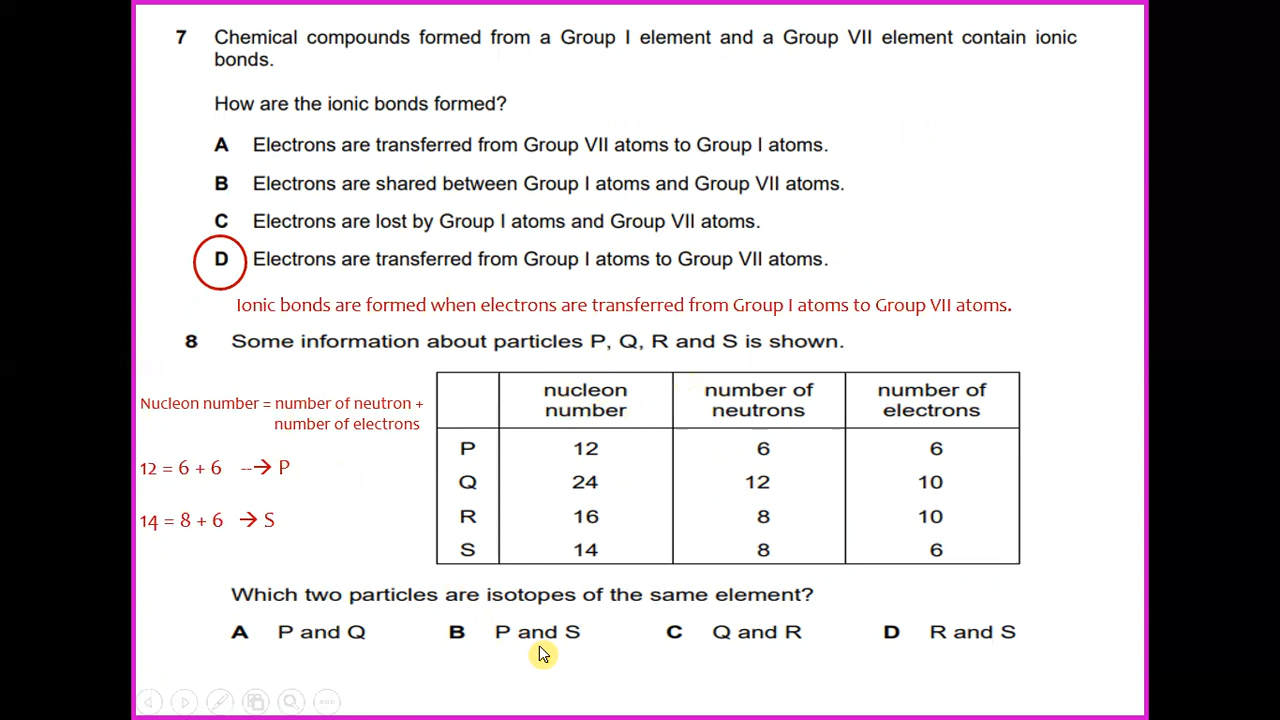 7 Chemical compounds formed from a Group I element and a Group VII element contain ionic
bonds.
How are the ionic bonds formed?
A Electrons are transferred from Group VII atoms to Group I atoms.
B Electrons are shared between Group I atoms and Group VII atoms.
C Electrons are lost by Group I atoms and Group VII atoms.
D Electrons are transferred from Group I atoms to Group VII atoms.
Ionic bonds are formed when electrons are transferred from Group I atoms to Group VII atoms.
8 Some information about particles P, Q, R and S is shown.
Nucleon number = number of neutron +
number of electrons
12 = 6 + 6 --→ P
14 = 8 + 6 → S
nucleon number number of neutrons number of electrons
P 12 6 6
Q 24 12 10
R 16 8 10
S 14 8 6
Which two particles are isotopes of the same element?
A P and Q B P and S C Q and R D R and S